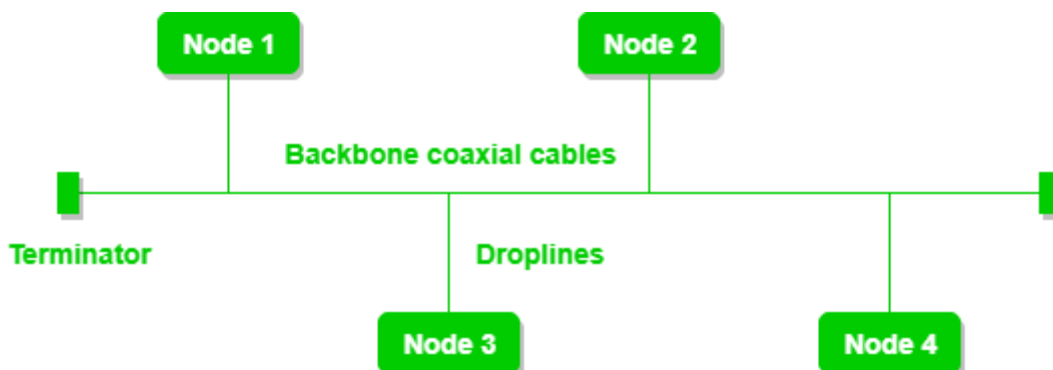 Node 1
Node 2
Backbone coaxial cables
Terminator
Droplines
Node 3
Node 4